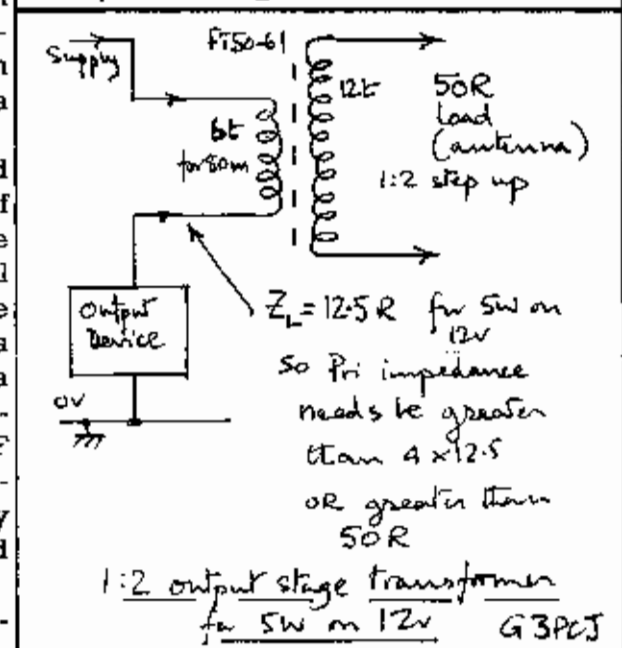 Supply
FT50-61
6t
for 80m
12t
50R
load
(antenna)
1:2 step up
Output
Device
0V
Z_L = 12.5 R for 5W on
12V
So Pri impedance
needs be greater
than 4 x 12.5
OR greater than
50R
1:2 output stage transformer
for 5W on 12V G3PCJ